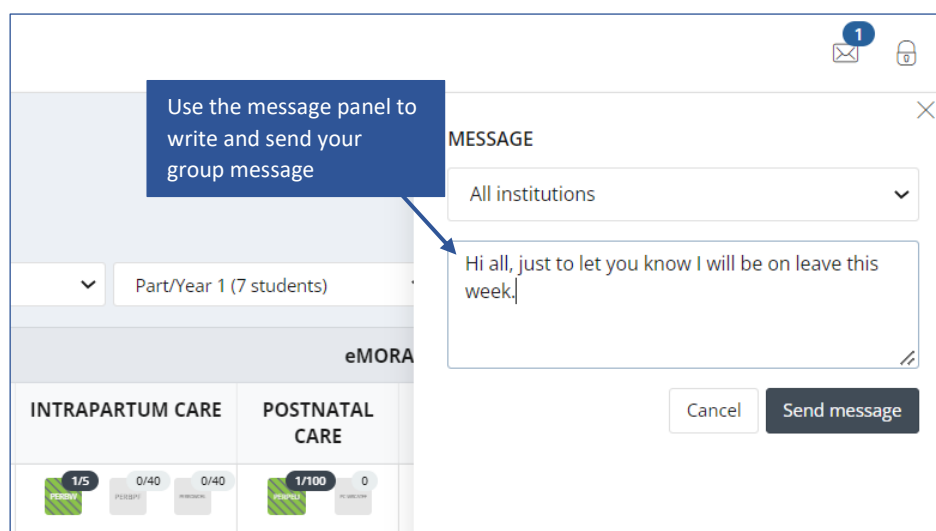 1
Use the message panel to
write and send your
group message
MESSAGE
All institutions
Hi all, just to let you know I will be on leave this
week.
Part/Year 1 (7 students)
eMORA
INTRAPARTUM CARE
POSTNATAL
CARE
Cancel
Send message
1/5
0/40
0/40
1/100
0
PERBW